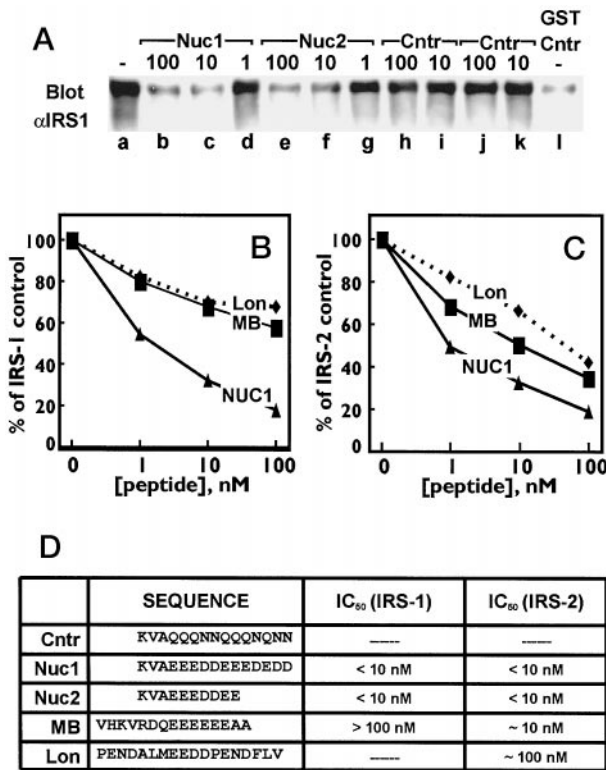 A
GST
Nuc1 Nuc2 Cntr Cntr Cntr
- 100 10 1 100 10 1 100 10 100 10 -
Blot
αIRS1
a b c d e f g h i j k l
B
% of IRS-1 control
100
80
60
40
20
0
Lon
MB
NUC1
0 1 10 100
[peptide], nM
C
% of IRS-2 control
100
80
60
40
20
0
Lon
MB
NUC1
0 1 10 100
[peptide], nM
D
SEQUENCE IC50 (IRS-1) IC50 (IRS-2)
Cntr KVAQQQNNQQQNQNN ----- -----
Nuc1 KVAEEEDDEEEDEDD < 10 nM < 10 nM
Nuc2 KVAEEEDDEE < 10 nM < 10 nM
MB VHKVRDQEEEEEEAA > 100 nM ~ 10 nM
Lon PENDALMEEDDPENDFLV ----- ~ 100 nM